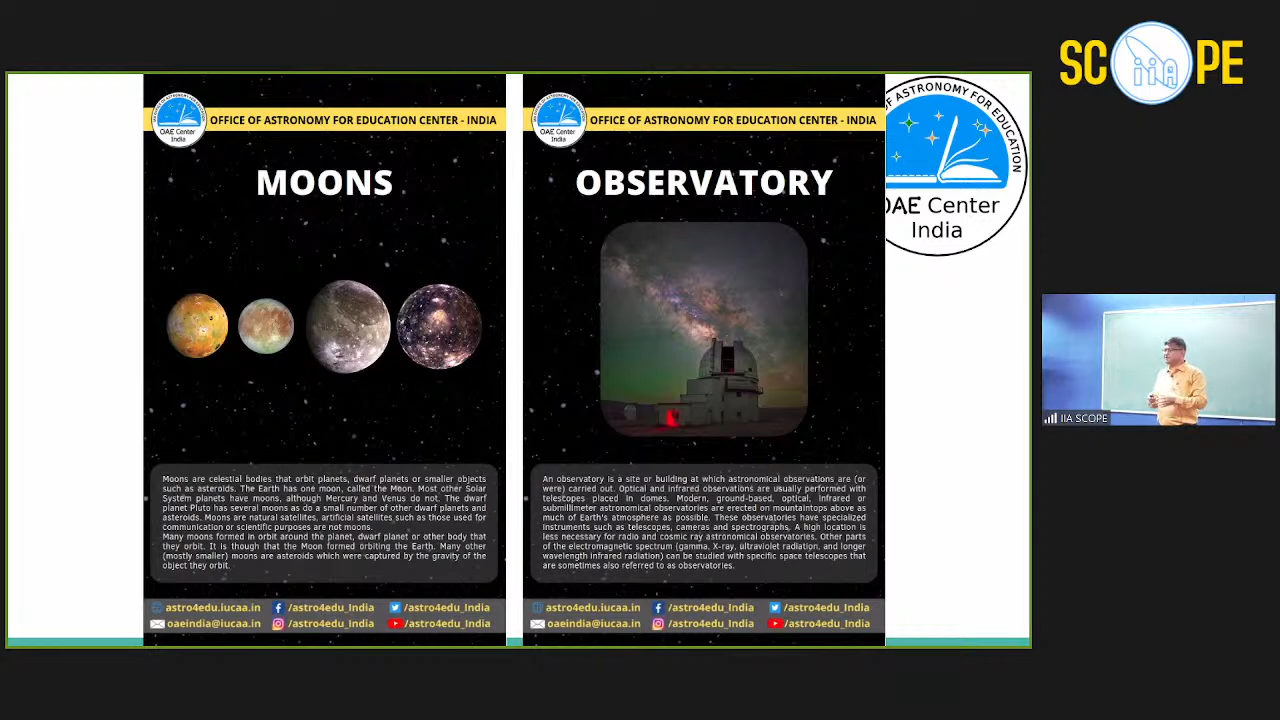 SC iiA PE
OFFICE OF ASTRONOMY FOR EDUCATION CENTER - INDIA
OAE Center
India
MOONS
Moons are celestial bodies that orbit planets, dwarf planets or smaller objects
such as asteroids. The Earth has one moon, called the Moon. Most other Solar
System planets have moons, although Mercury and Venus do not. The dwarf
planet Pluto has several moons as do a small number of other dwarf planets and
asteroids. Moons are natural satellites, artificial satellites such as those used for
communication or scientific purposes are not moons.
Many moons formed in orbit around the planet, dwarf planet or other body that
they orbit. It is though that the Moon formed orbiting the Earth. Many other
(mostly smaller) moons are asteroids which were captured by the gravity of the
object they orbit.
astro4edu.iucaa.in /astro4edu_India /astro4edu_India
oaeindia@iucaa.in /astro4edu_India /astro4edu_India
OFFICE OF ASTRONOMY FOR EDUCATION CENTER - INDIA
OAE Center
India
OBSERVATORY
An observatory is a site or building at which astronomical observations are (or
were) carried out. Optical and infrared observations are usually performed with
telescopes placed in domes. Modern, ground-based, optical, infrared or
submillimeter astronomical observatories are erected on mountaintops above as
much of Earth's atmosphere as possible. These observatories have specialized
instruments such as telescopes, cameras and spectrographs. A high location is
less necessary for radio and cosmic ray astronomical observatories. Other parts
of the electromagnetic spectrum (gamma, X-ray, ultraviolet radiation, and longer
wavelength infrared radiation) can be studied with specific space telescopes that
are sometimes also referred to as observatories.
astro4edu.iucaa.in /astro4edu_India /astro4edu_India
oaeindia@iucaa.in /astro4edu_India /astro4edu_India
OF ASTRONOMY FOR EDUCATION
OAE Center
India
IIA SCOPE